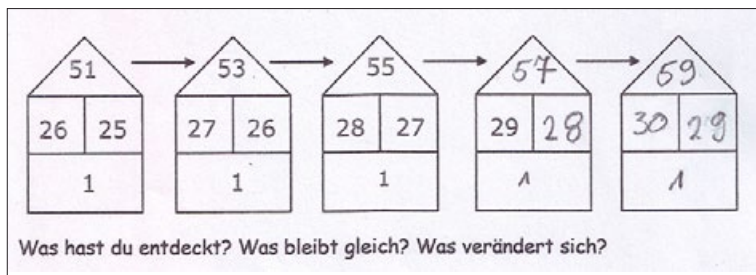 51 53 55 57 59
26 25 27 26 28 27 29 28 30 29
1 1 1 1 1
Was hast du entdeckt? Was bleibt gleich? Was verändert sich?